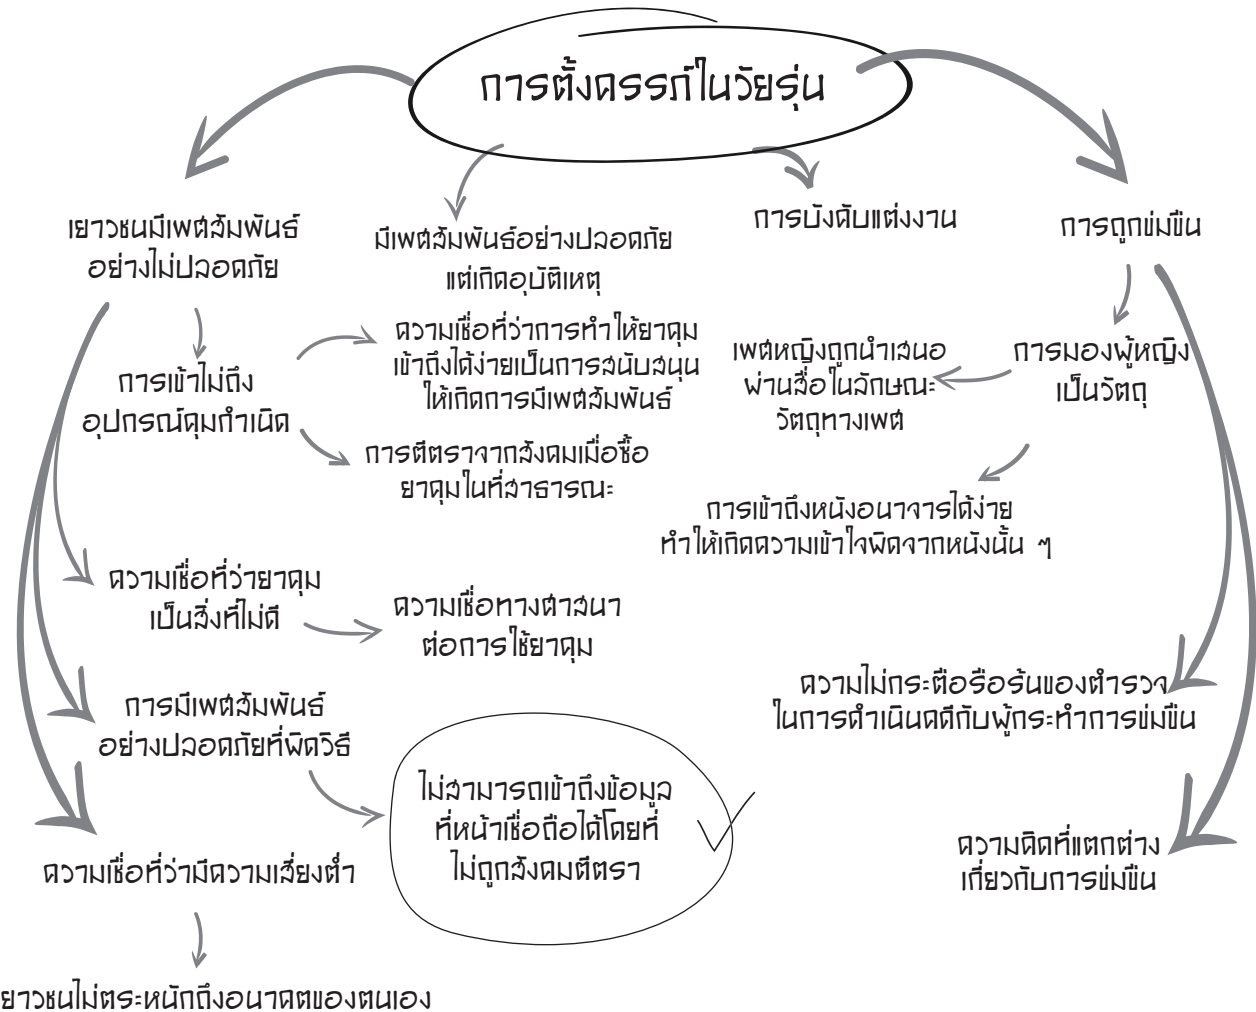 การตั้งครรภ์ในวัยรุ่น
เยาวชนมีเพศสัมพันธ์
อย่างไม่ปลอดภัย
มีเพศสัมพันธ์อย่างปลอดภัย
แต่เกิดอุบัติเหตุ
การบังคับแต่งงาน
การถูกข่มขืน
การเข้าไม่ถึง
อุปกรณ์คุมกำเนิด
ความเชื่อที่ว่าการทำให้ยาคุม
เข้าถึงได้ง่ายเป็นการสนับสนุน
ให้เกิดการมีเพศสัมพันธ์
การตีตราจากสังคมเมื่อซื้อ
ยาคุมในที่สาธารณะ
เพศหญิงถูกนำเสนอ
ผ่านสื่อในลักษณะ
วัตถุทางเพศ
การมองผู้หญิง
เป็นวัตถุ
การเข้าถึงหนังอนาจารได้ง่าย
ทำให้เกิดความเข้าใจผิดจากหนังนั้น ๆ
ความเชื่อที่ว่ายาคุม
เป็นสิ่งที่ไม่ดี
ความเชื่อทางศาสนา
ต่อการใช้ยาคุม
การมีเพศสัมพันธ์
อย่างปลอดภัยที่ผิดวิธี
ความไม่กระตือรือร้นของตำรวจ
ในการดำเนินคดีกับผู้กระทำการข่มขืน
ไม่สามารถเข้าถึงข้อมูล
ที่หน้าเชื่อถือได้โดยที่
ไม่ถูกสังคมตีตรา
ความเชื่อที่ว่ามีความเสี่ยงต่ำ
ความคิดที่แตกต่าง
เกี่ยวกับการข่มขืน
ยาวชนไม่ตระหนักถึงอนาคตของตนเอง